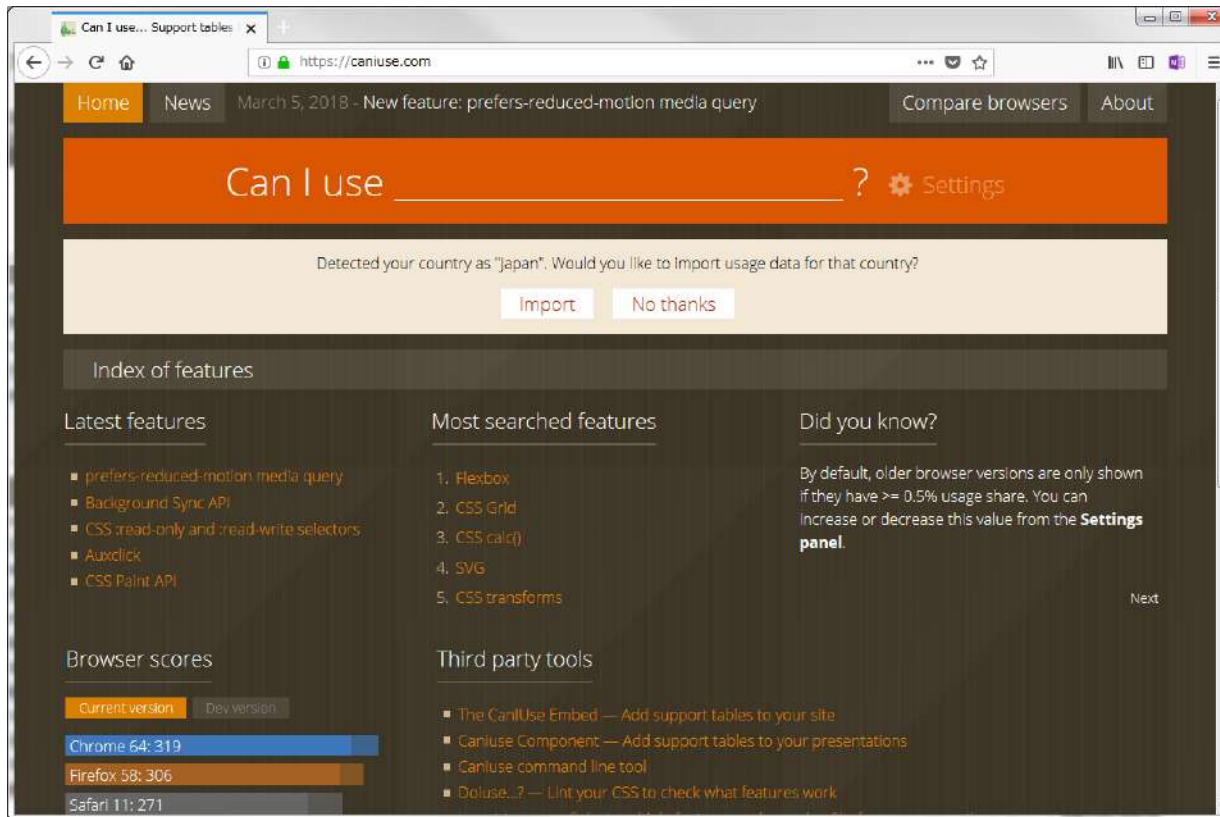 Can I use... Support tables
https://caniuse.com
Home News March 5, 2018 - New feature: prefers-reduced-motion media query Compare browsers About
Can I use ? Settings
Detected your country as "Japan". Would you like to import usage data for that country?
Import No thanks
Index of features
Latest features
prefers-reduced-motion media query
Background Sync API
CSS :read-only and :read-write selectors
Auxclick
CSS Paint API
Most searched features
1. Flexbox
2. CSS Grid
3. CSS calc()
4. SVG
5. CSS transforms
Did you know?
By default, older browser versions are only shown
if they have >= 0.5% usage share. You can
increase or decrease this value from the Settings
panel.
Next
Browser scores
Current version Dev version
Chrome 64: 319
Firefox 58: 306
Safari 11: 271
Third party tools
The CanIUse Embed — Add support tables to your site
Caniuse Component — Add support tables to your presentations
Caniuse command line tool
Doiuse...? — Lint your CSS to check what features work